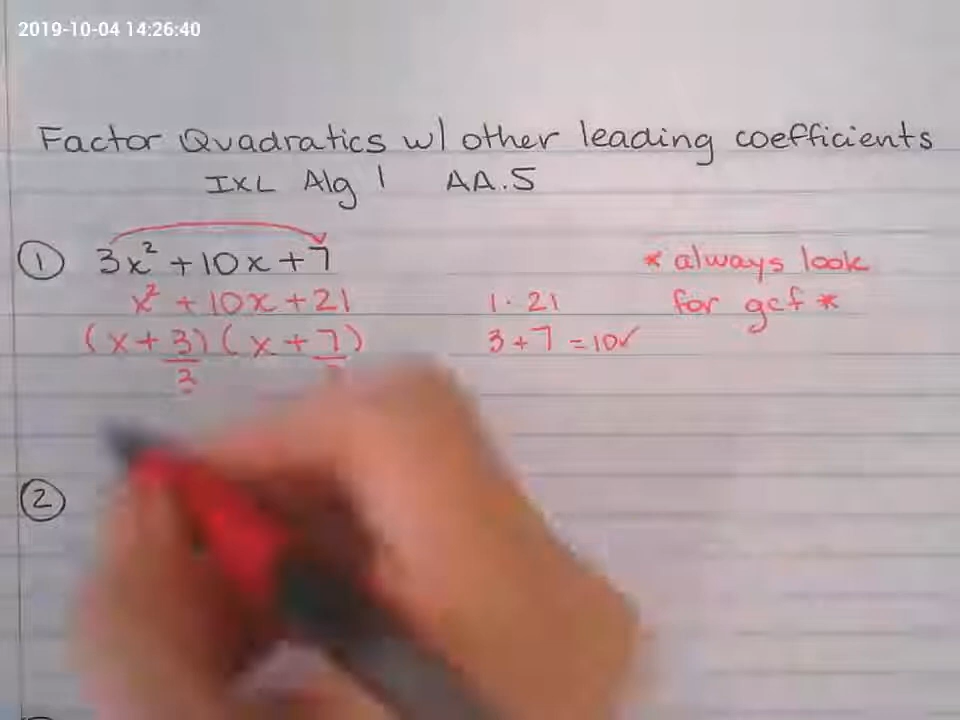 2019-10-04 14:26:40
Factor Quadratics w/ other leading coefficients
IXL Alg 1 AA.5
① 3x² + 10x + 7
* always look
x² + 10x + 21 1 · 21 for gcf *
(x + 3)(x + 7) 3 + 7 = 10✓
3
②